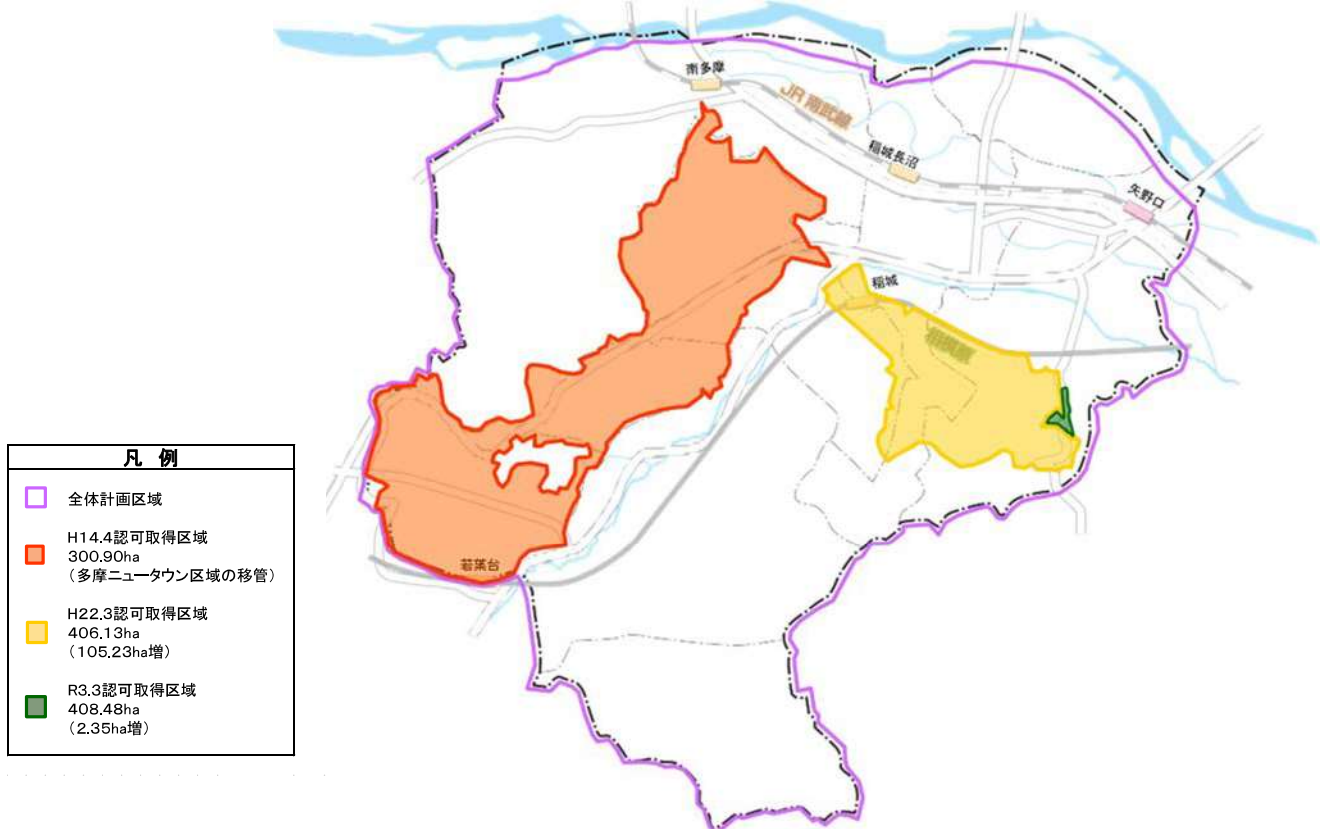 南多摩
JR 南武線
稲城長沼
矢野口
稲城
相模原
若葉台
凡 例
全体計画区域
H14.4認可取得区域
300.90ha
(多摩ニュータウン区域の移管)
H22.3認可取得区域
406.13ha
(105.23ha増)
R3.3認可取得区域
408.48ha
(2.35ha増)